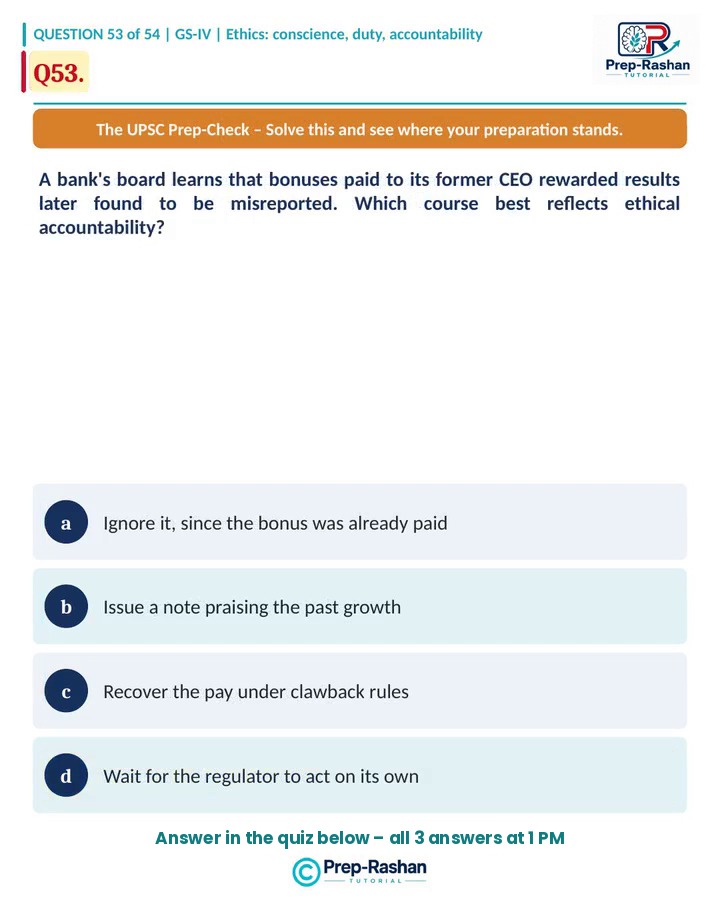 QUESTION 53 of 54 | GS-IV | Ethics: conscience, duty, accountability
Prep-Rashan
TUTORIAL
Q53.
The UPSC Prep-Check – Solve this and see where your preparation stands.
A bank's board learns that bonuses paid to its former CEO rewarded results
later found to be misreported. Which course best reflects ethical
accountability?
a Ignore it, since the bonus was already paid
b Issue a note praising the past growth
c Recover the pay under clawback rules
d Wait for the regulator to act on its own
Answer in the quiz below – all 3 answers at 1 PM
© Prep-Rashan
TUTORIAL